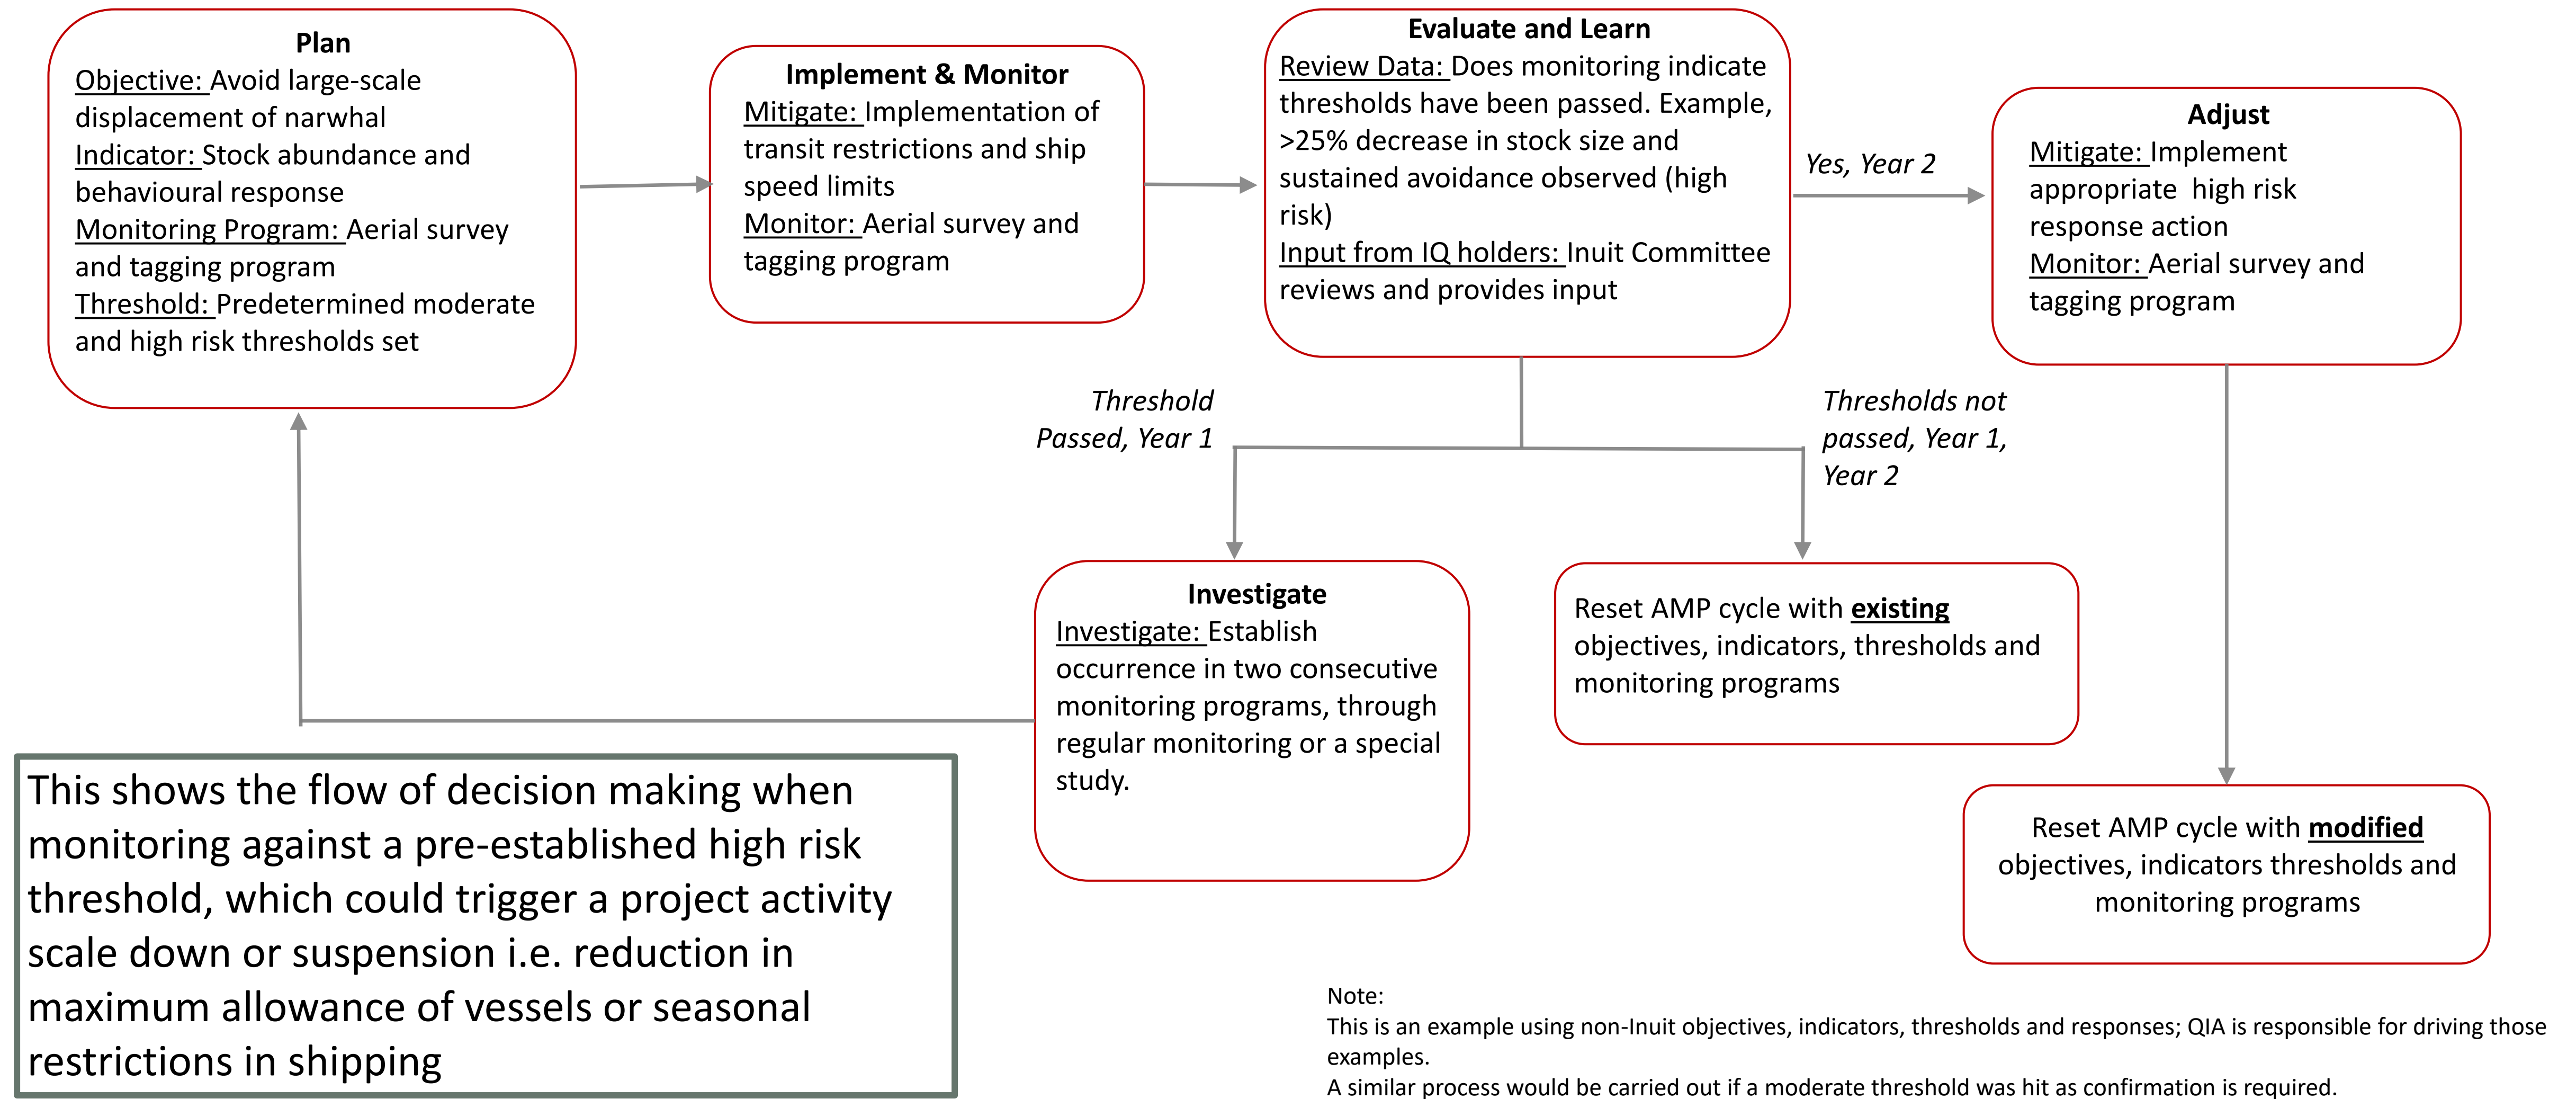 Plan
Objective: Avoid large-scale
displacement of narwhal
Indicator: Stock abundance and
behavioural response
Monitoring Program: Aerial survey
and tagging program
Threshold: Predetermined moderate
and high risk thresholds set
Implement & Monitor
Mitigate: Implementation of
transit restrictions and ship
speed limits
Monitor: Aerial survey and
tagging program
Evaluate and Learn
Review Data: Does monitoring indicate
thresholds have been passed. Example,
>25% decrease in stock size and
sustained avoidance observed (high
risk)
Input from IQ holders: Inuit Committee
reviews and provides input
Yes, Year 2
Adjust
Mitigate: Implement
appropriate high risk
response action
Monitor: Aerial survey and
tagging program
Threshold
Passed, Year 1
Thresholds not
passed, Year 1,
Year 2
Investigate
Investigate: Establish
occurrence in two consecutive
monitoring programs, through
regular monitoring or a special
study.
Reset AMP cycle with existing
objectives, indicators, thresholds and
monitoring programs
Reset AMP cycle with modified
objectives, indicators thresholds and
monitoring programs
This shows the flow of decision making when
monitoring against a pre-established high risk
threshold, which could trigger a project activity
scale down or suspension i.e. reduction in
maximum allowance of vessels or seasonal
restrictions in shipping
Note:
This is an example using non-Inuit objectives, indicators, thresholds and responses; QIA is responsible for driving those
examples.
A similar process would be carried out if a moderate threshold was hit as confirmation is required.